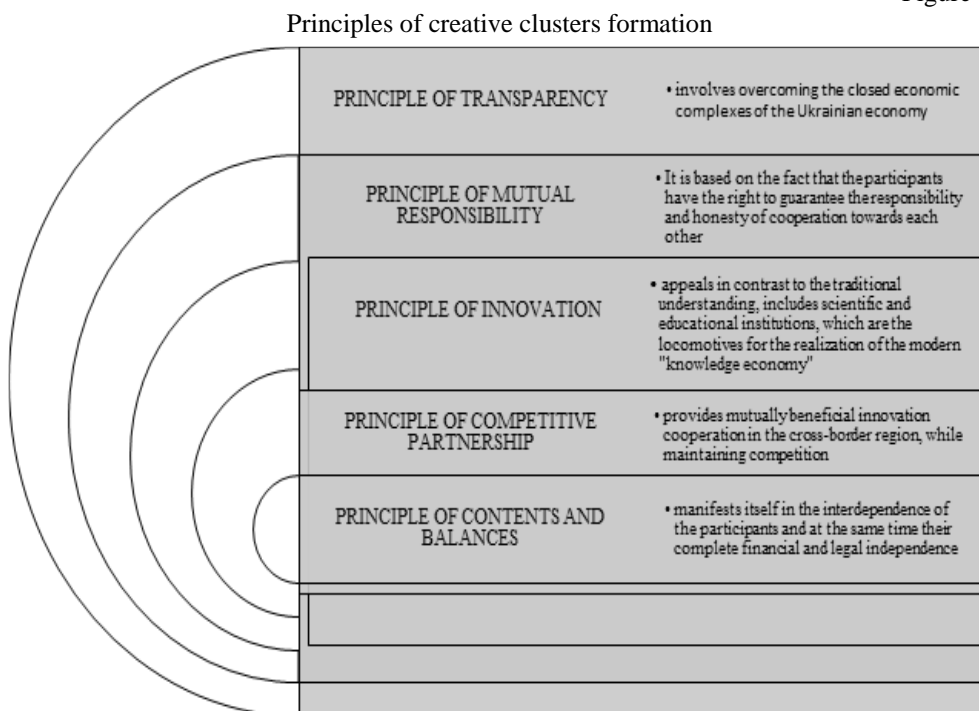 Figure
Principles of creative clusters formation
PRINCIPLE OF TRANSPARENCY
• involves overcoming the closed economic
complexes of the Ukrainian economy
PRINCIPLE OF MUTUAL
RESPONSIBILITY
• It is based on the fact that the participants
have the right to guarantee the responsibility
and honesty of cooperation towards each
other
PRINCIPLE OF INNOVATION
• appeals in contrast to the traditional
understanding, includes scientific and
educational institutions, which are the
locomotives for the realization of the modern
"knowledge economy"
PRINCIPLE OF COMPETITIVE
PARTNERSHIP
• provides mutually beneficial innovation
cooperation in the cross-border region, while
maintaining competition
PRINCIPLE OF CONTENTS AND
BALANCES
• manifests itself in the interdependence of
the participants and at the same time their
complete financial and legal independence